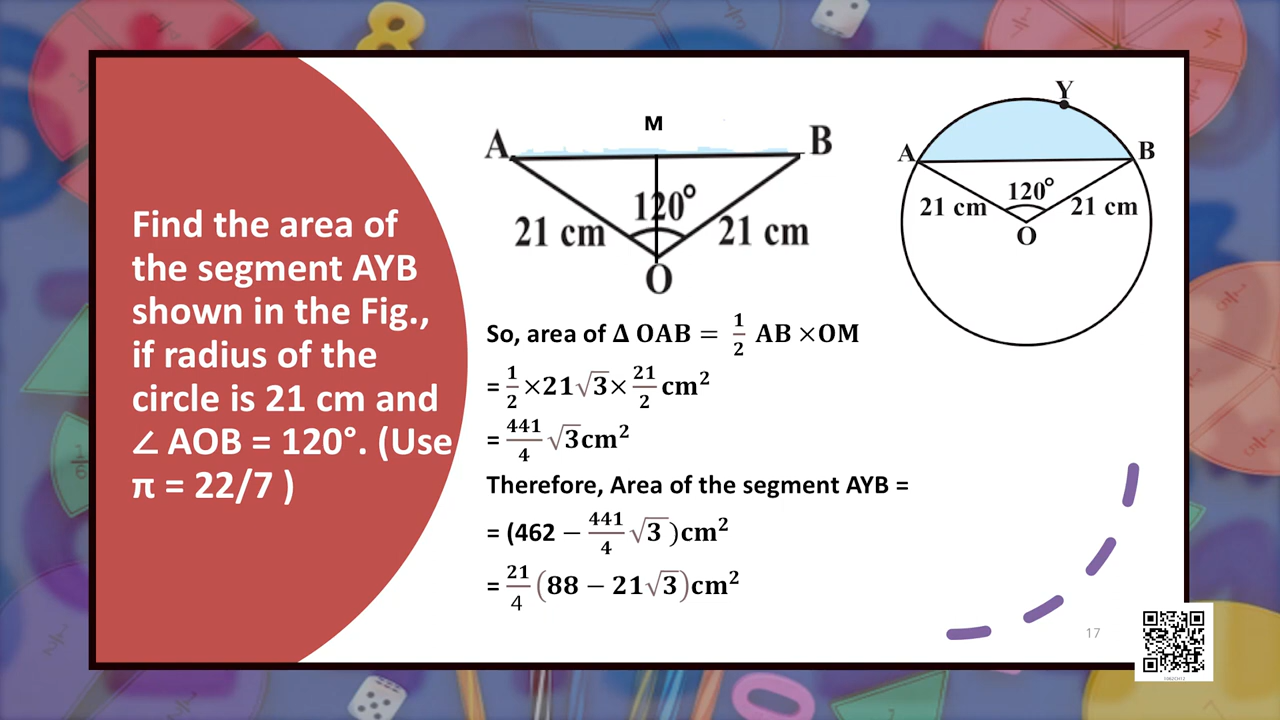 Find the area of
the segment AYB
shown in the Fig.,
if radius of the
circle is 21 cm and
∠ AOB = 120°. (Use
π = 22/7 )
M
A B
120°
21 cm 21 cm
O
Y
A B
120°
21 cm 21 cm
O
So, area of Δ OAB = 1/2 AB ×OM
= 1/2 ×21√3× 21/2 cm²
= 441/4 √3cm²
Therefore, Area of the segment AYB =
= (462 − 441/4 √3 )cm²
= 21/4 (88 − 21√3)cm²
17